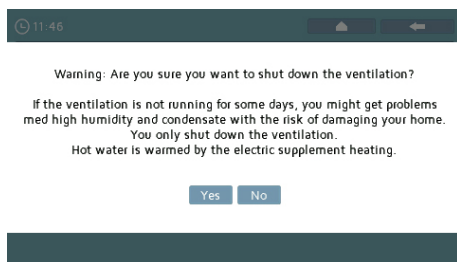 11:46
Warning: Are you sure you want to shut down the ventilation?
If the ventilation is not running for some days, you might get problems
med high humidity and condensate with the risk of damaging your home.
You only shut down the ventilation.
Hot water is warmed by the electric supplement heating.
Yes No